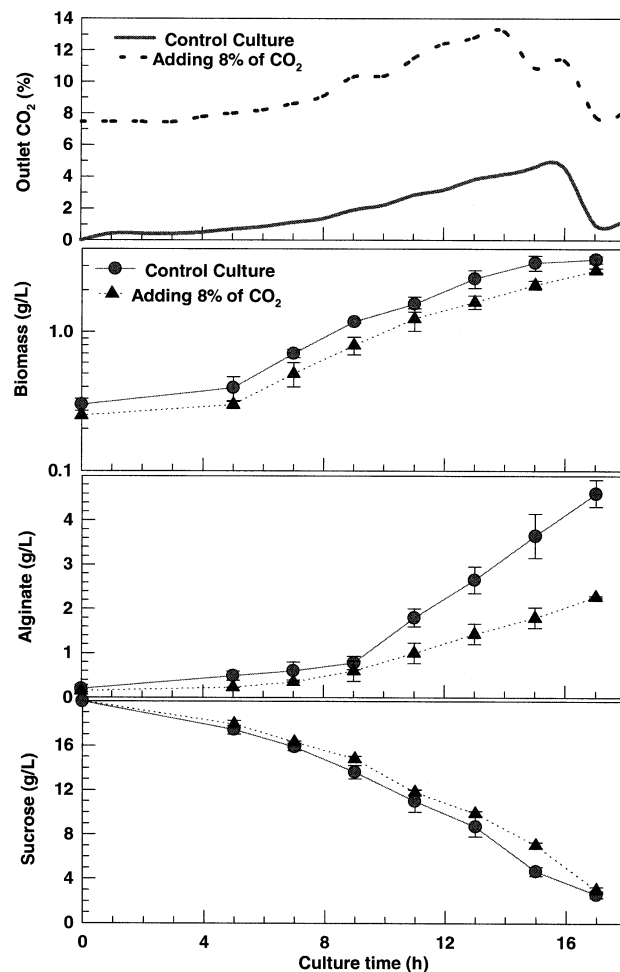 14
12
10
8
6
4
2
0
Outlet CO2 (%)
Control Culture
Adding 8% of CO2
1.0
0.1
Biomass (g/L)
Control Culture
Adding 8% of CO2
4
3
2
1
0
Alginate (g/L)
16
12
8
4
0
Sucrose (g/L)
0 4 8 12 16
Culture time (h)